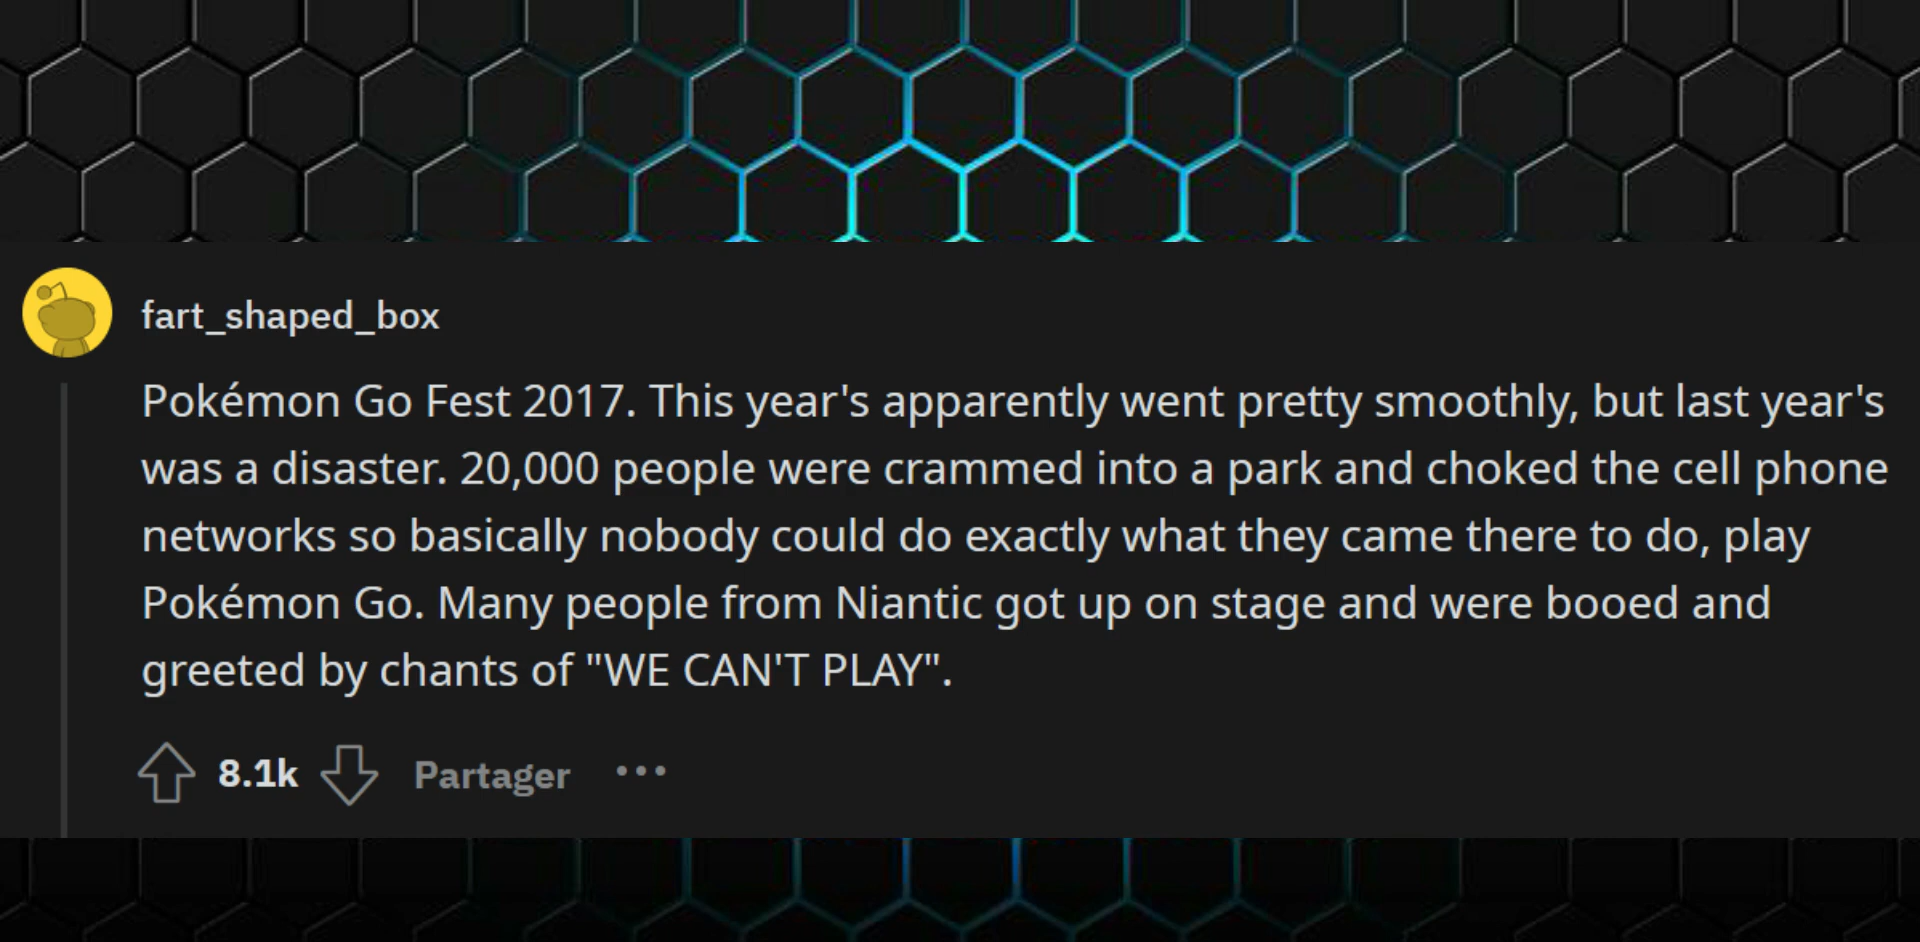 fart_shaped_box
Pokémon Go Fest 2017. This year's apparently went pretty smoothly, but last year's
was a disaster. 20,000 people were crammed into a park and choked the cell phone
networks so basically nobody could do exactly what they came there to do, play
Pokémon Go. Many people from Niantic got up on stage and were booed and
greeted by chants of "WE CAN'T PLAY".
8.1k Partager ...